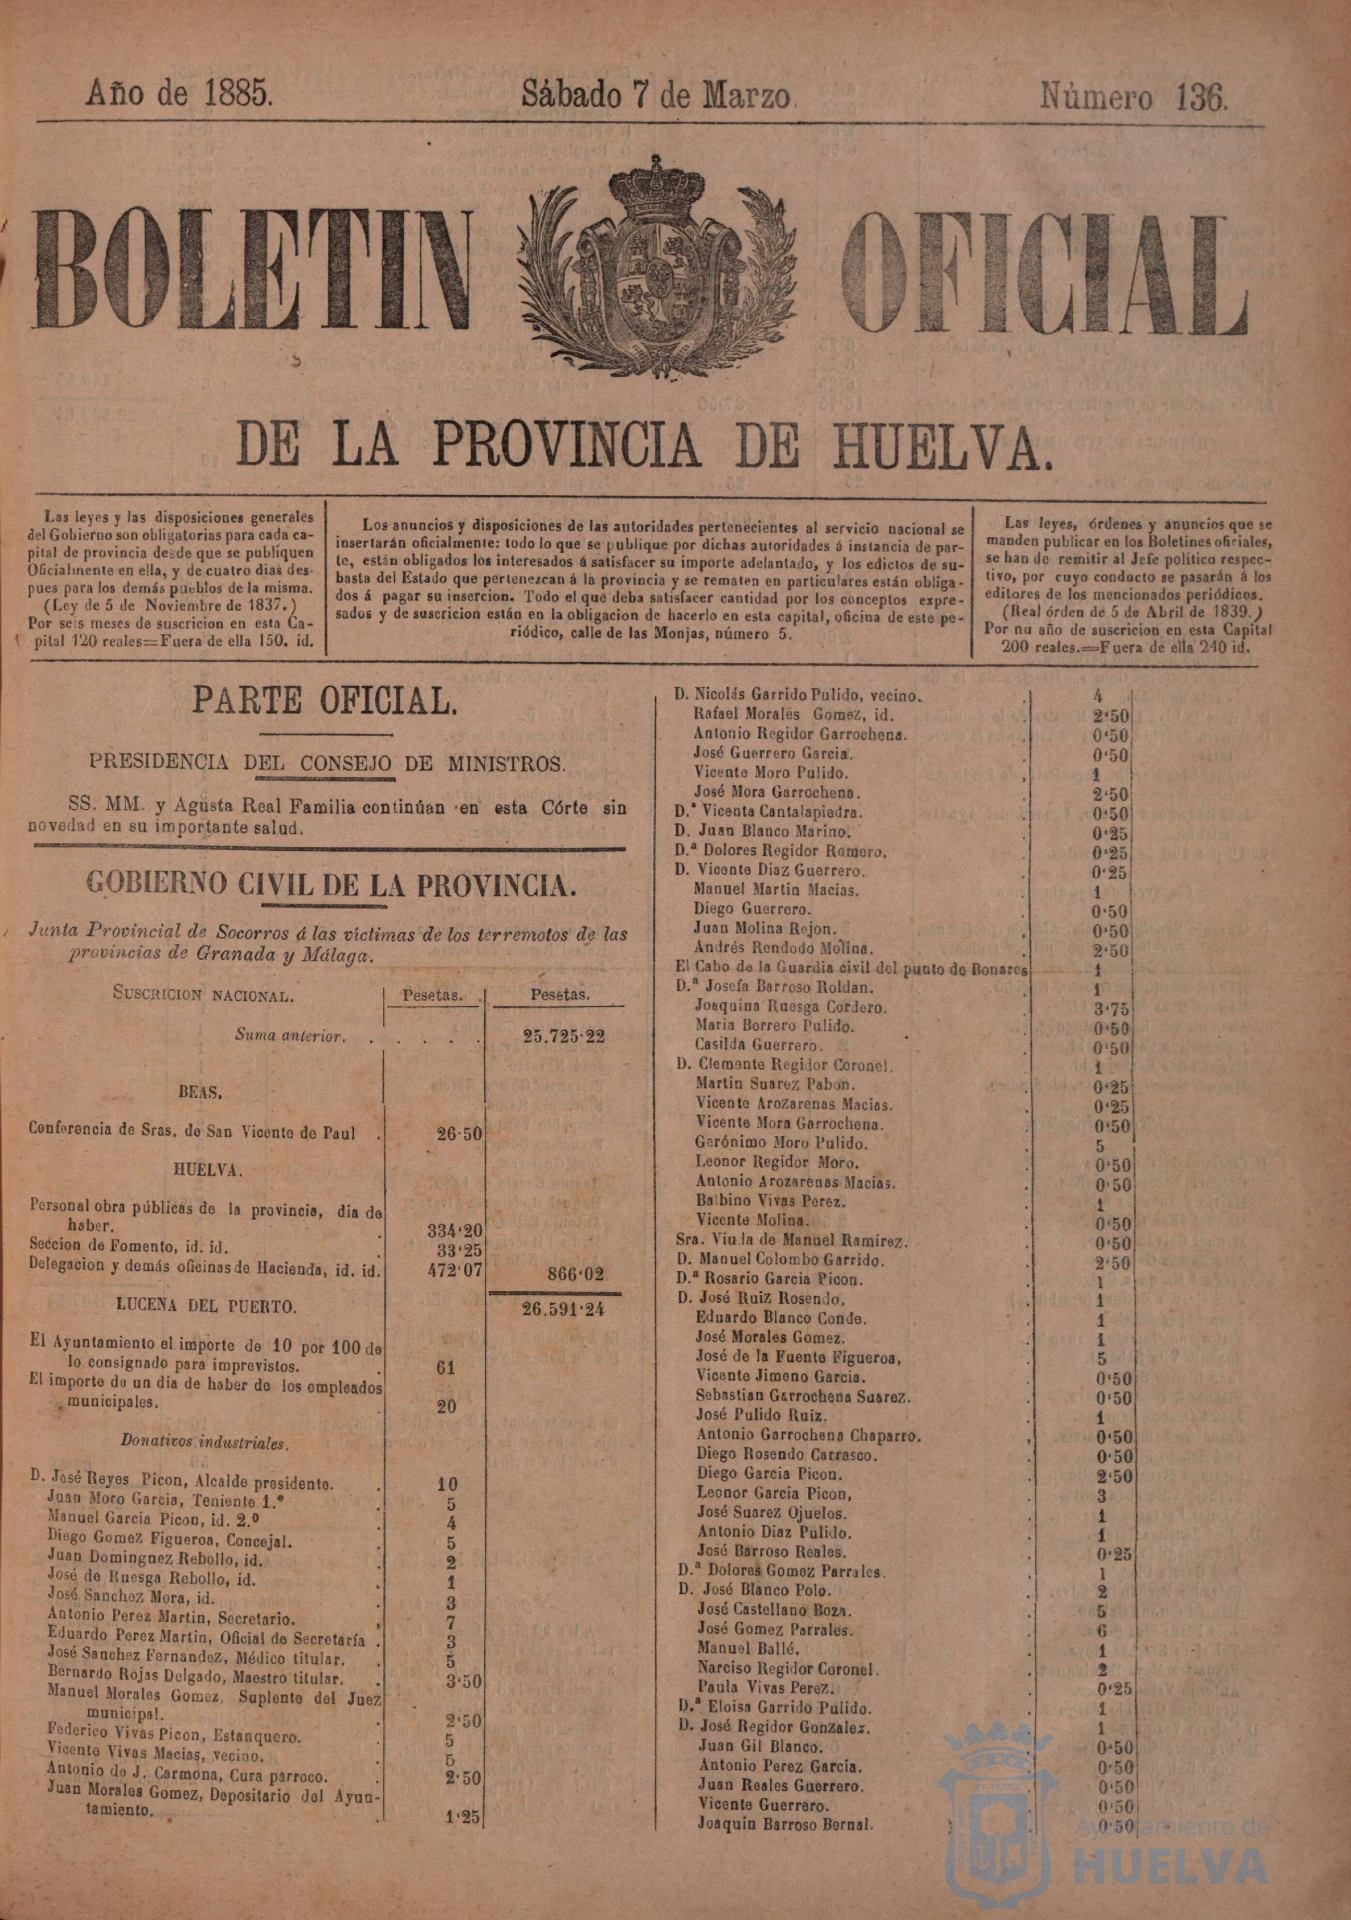 Año de 1885.
Sábado 7 de Marzo.
Número 136.
BOLETIN OFICIAL
DE LA PROVINCIA DE HUELVA.
Las leyes y las disposiciones generales
del Gobierno son obligatorias para cada ca-
pital de provincia desde que se publiquen
Oficialmente en ella, y de cuatro dias des-
pues para los demás pueblos de la misma.
(Ley de 5 de Noviembre de 1837.)
Por seis meses de suscricion en esta Ca-
pital 120 reales=Fuera de ella 150. id.
Los anuncios y disposiciones de las autoridades pertenecientes al servicio nacional se
insertarán oficialmente: todo lo que se publique por dichas autoridades á instancia de par-
te, están obligados los interesados á satisfacer su importe adelantado, y los edictos de su-
basta del Estado que pertenezcan á la provincia y se rematen en particulares están obliga-
dos á pagar su insercion. Todo el que deba satisfacer cantidad por los conceptos expre-
sados y de suscricion están en la obligacion de hacerlo en esta capital, oficina de este pe-
riódico, calle de las Monjas, número 5.
Las leyes, órdenes y anuncios que se
manden publicar en los Boletines oficiales,
se han de remitir al Jefe político respec-
tivo, por cuyo conducto se pasarán á los
editores de los mencionados periódicos.
(Real órden de 5 de Abril de 1839.)
Por nu año de suscricion en esta Capital
200 reales.=Fuera de ella 240 id.
PARTE OFICIAL.
PRESIDENCIA DEL CONSEJO DE MINISTROS.
SS. MM. y Agusta Real Familia continúan en esta Córte sin
novedad en su importante salud.
GOBIERNO CIVIL DE LA PROVINCIA.
Junta Provincial de Socorros á las víctimas de los terremotos de las
provincias de Granada y Málaga.
SUSCRICION NACIONAL. Pesetas. Pesetas.
Suma anterior. . . . . . 25.725·22
BEAS.
Conferencia de Sras. de San Vicente de Paul . 26·50
HUELVA.
Personal obra públicas de la provincia, dia de
haber. . 334·20
Seccion de Fomento, id. id. . 33·25
Delegacion y demás oficinas de Hacienda, id. id. 472·07 866·02
26.591·24
LUCENA DEL PUERTO.
El Ayuntamiento el importe de 10 por 100 de
lo consignado para imprevistos. . 61
El importe de un dia de haber de los empleados
municipales. . 20
Donativos industriales.
D. José Reyes Picon, Alcalde presidente. . 10
Juan Moro Garcia, Teniente 1.º . 5
Manuel Garcia Picon, id. 2.º . 4
Diego Gomez Figueroa, Concejal. . 5
Juan Dominguez Rebollo, id. . 2
José de Ruesga Rebollo, id. . 1
José Sanchez Mora, id. . 3
Antonio Perez Martin, Secretario. . 7
Eduardo Perez Martin, Oficial de Secretaría . 3
José Sanchez Fernandez, Médico titular. . 5
Bernardo Rojas Delgado, Maestro titular. . 3·50
Manuel Morales Gomez, Suplente del Juez
municipal. . 2·50
Federico Vivas Picon, Estanquero. . 5
Vicente Vivas Macias, vecino. . 5
Antonio de J. Carmona, Cura párroco. . 2·50
Juan Morales Gomez, Depositario del Ayun-
tamiento. . 1·25
D. Nicolás Garrido Pulido, vecino. . 4
Rafael Morales Gomez, id. . 2·50
Antonio Regidor Garrochena. . 0·50
José Guerrero Garcia. . 0·50
Vicente Moro Pulido. . 1
José Mora Garrochena. . 2·50
D.ª Vicenta Cantalapiedra. . 0·50
D. Juan Blanco Marino. . 0·25
D.ª Dolores Regidor Romero. . 0·25
D. Vicente Diaz Guerrero. . 0·25
Manuel Martin Macias. . 1
Diego Guerrero. . 0·50
Juan Molina Rejon. . 0·50
Andrés Rendodo Molina. . 2·50
El Cabo de la Guardia civil del punto de Bonares 1
D.ª Josefa Barroso Roldan. . 1
Joaquina Ruesga Cordero. . 3·75
Maria Borrero Pulido. . 0·50
Casilda Guerrero. . 0·50
D. Clemente Regidor Coronel. . 1
Martin Suarez Pabon. . 0·25
Vicente Arozarenas Macias. . 0·25
Vicente Mora Garrochena. . 0·50
Gerónimo Moro Pulido. . 5
Leonor Regidor Moro. . 0·50
Antonio Arozarenas Macias. . 0·50
Balbino Vivas Perez. . 1
Vicente Molina. . 0·50
Sra. Viuda de Manuel Ramirez. . 0·50
D. Manuel Colombo Garrido. . 2·50
D.ª Rosario Garcia Picon. . 1
D. José Ruiz Rosendo, . 1
Eduardo Blanco Conde. . 1
José Morales Gomez. . 1
José de la Fuente Figueroa, . 5
Vicente Jimeno Garcia. . 0·50
Sebastian Garrochena Suarez. . 0·50
José Pulido Ruiz. . 1
Antonio Garrochena Chaparro. . 0·50
Diego Rosendo Carrasco. . 0·50
Diego Garcia Picon. . 2·50
Leonor Garcia Picon, . 3
José Suarez Ojuelos. . 1
Antonio Diaz Pulido. . 1
José Barroso Reales. . 0·25
D.ª Dolores Gomez Parrales. . 1
D. José Blanco Polo. . 2
José Castellano Boza. . 5
José Gomez Parrales. . 6
Manuel Ballé. . 1
Narciso Regidor Coronel. . 2
Paula Vivas Perez. . 0·25
D.ª Eloisa Garrido Pulido. . 1
D. José Regidor Gonzalez. . 1
Juan Gil Blanco. . 0·50
Antonio Perez Garcia. . 0·50
Juan Reales Guerrero. . 0·50
Vicente Guerrero. . 0·50
Joaquin Barroso Bernal. . 0·50
Ayuntamiento de
HUELVA